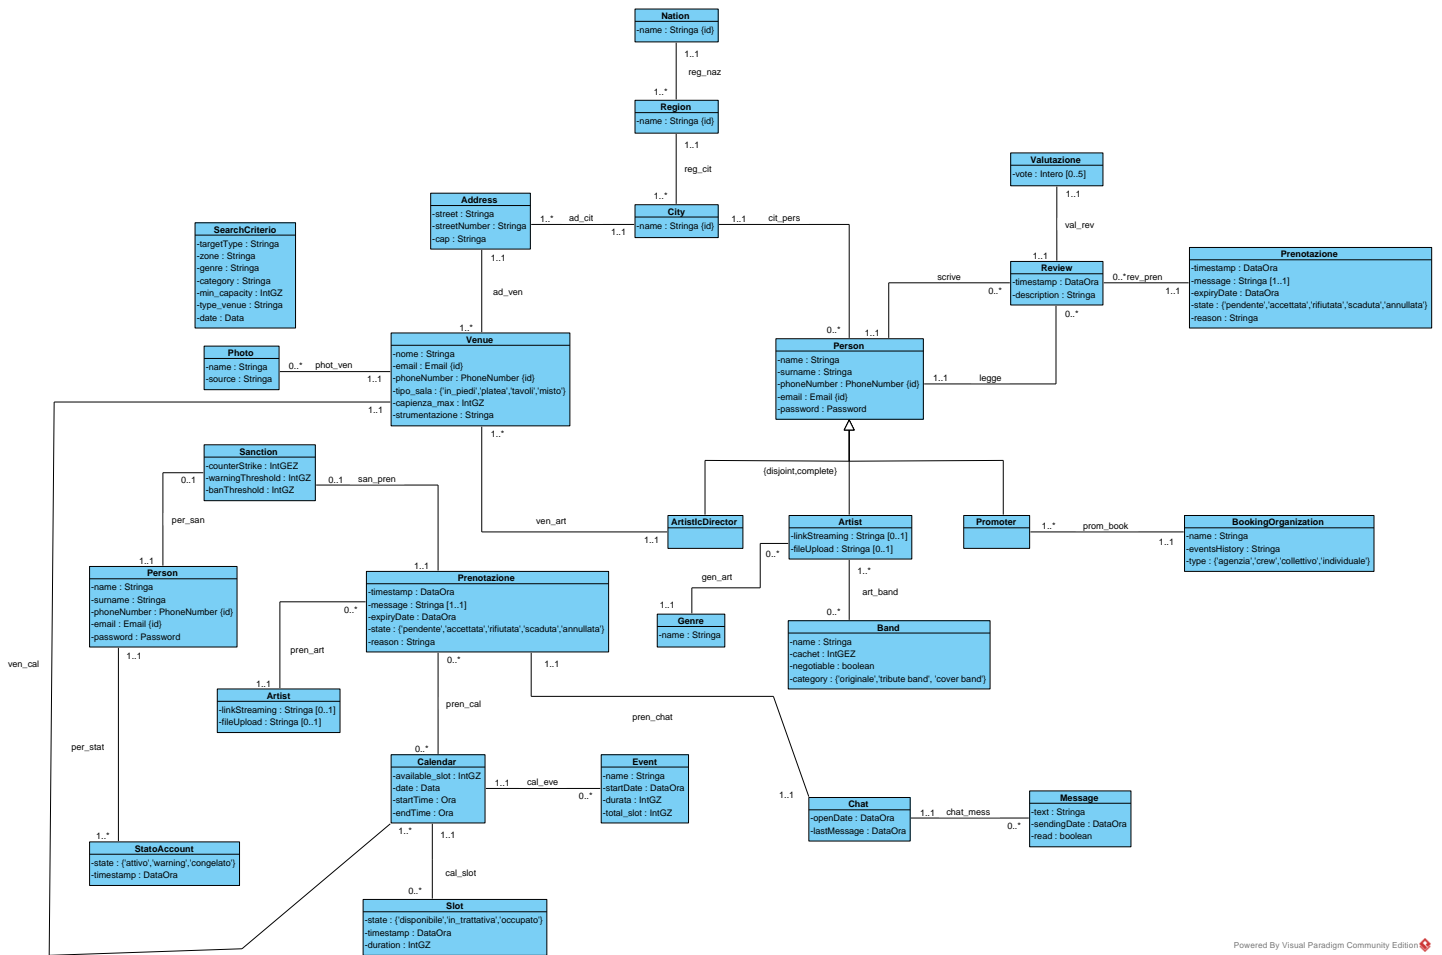 Nation
-name : Stringa {id}
1..1
reg_naz
1..*
Region
-name : Stringa {id}
1..1
reg_cit
1..*
City
-name : Stringa {id}
1..1
cit_pers
1..*
ad_cit
1..1
Address
-street : Stringa
-streetNumber : Stringa
-cap : Stringa
1..1
ad_ven
1..*
SearchCriterio
-targetType : Stringa
-zone : Stringa
-genre : Stringa
-category : Stringa
-min_capacity : IntGZ
-type_venue : Stringa
-date : Data
Valutazione
-vote : Intero [0..5]
1..1
val_rev
1..1
Review
-timestamp : DataOra
-description : Stringa
0..*
rev_pren
1..1
Prenotazione
-timestamp : DataOra
-message : Stringa [1..1]
-expiryDate : DataOra
-state : {'pendente','accettata','rifiutata','scaduta','annullata'}
-reason : Stringa
scrive
0..*
0..*
0..*
1..1
Person
-name : Stringa
-surname : Stringa
-phoneNumber : PhoneNumber {id}
-email : Email {id}
-password : Password
1..1
legge
Venue
-nome : Stringa
-email : Email {id}
-phoneNumber : PhoneNumber {id}
-tipo_sala : {'in_piedi','platea','tavoli','misto'}
-capienza_max : IntGZ
-strumentazione : Stringa
Photo
-name : Stringa
-source : Stringa
0..*
phot_ven
1..1
1..1
1..*
Sanction
-counterStrike : IntGEZ
-warningThreshold : IntGZ
-banThreshold : IntGZ
0..1
0..1
san_pren
per_san
1..1
1..1
{disjoint,complete}
ven_art
1..1
ArtistIcDirector
Artist
-linkStreaming : Stringa [0..1]
-fileUpload : Stringa [0..1]
Promoter
1..*
prom_book
1..1
BookingOrganization
-name : Stringa
-eventsHistory : Stringa
-type : {'agenzia','crew','collettivo','individuale'}
0..*
gen_art
1..1
Genre
-name : Stringa
1..*
art_band
0..*
Band
-name : Stringa
-cachet : IntGEZ
-negotiable : boolean
-category : {'originale','tribute band', 'cover band'}
Person
-name : Stringa
-surname : Stringa
-phoneNumber : PhoneNumber {id}
-email : Email {id}
-password : Password
1..1
Prenotazione
-timestamp : DataOra
-message : Stringa [1..1]
-expiryDate : DataOra
-state : {'pendente','accettata','rifiutata','scaduta','annullata'}
-reason : Stringa
0..*
pren_art
1..1
Artist
-linkStreaming : Stringa [0..1]
-fileUpload : Stringa [0..1]
ven_cal
0..*
pren_cal
0..*
1..1
pren_chat
1..1
per_stat
1..*
StatoAccount
-state : {'attivo','warning','congelato'}
-timestamp : DataOra
Calendar
-available_slot : IntGZ
-date : Data
-startTime : Ora
-endTime : Ora
1..1
cal_eve
0..*
Event
-name : Stringa
-startDate : DataOra
-durata : IntGZ
-total_slot : IntGZ
Chat
-openDate : DataOra
-lastMessage : DataOra
1..1
chat_mess
0..*
Message
-text : Stringa
-sendingDate : DataOra
-read : boolean
1..*
1..1
cal_slot
0..*
Slot
-state : {'disponibile','in_trattativa','occupato'}
-timestamp : DataOra
-duration : IntGZ
Powered By Visual Paradigm Community Edition